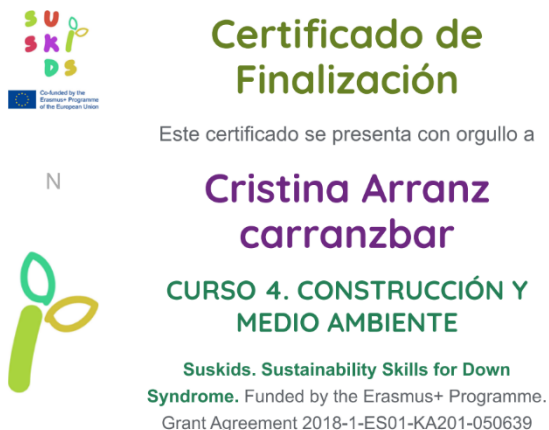 SU
SKI
DS
Co-funded by the
Erasmus+ Programme
of the European Union
Certificado de
Finalización
Este certificado se presenta con orgullo a
N
Cristina Arranz
carranzbar
CURSO 4. CONSTRUCCIÓN Y
MEDIO AMBIENTE
Suskids. Sustainability Skills for Down
Syndrome. Funded by the Erasmus+ Programme.
Grant Agreement 2018-1-ES01-KA201-050639